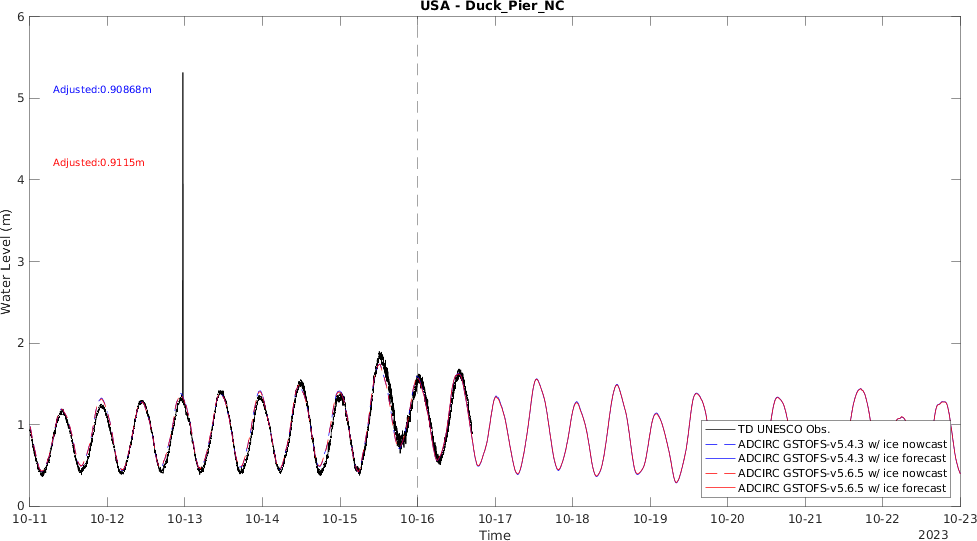 USA - Duck_Pier_NC
6
5
4
3
2
1
0
Water Level (m)
Adjusted:0.90868m
Adjusted:0.9115m
TD UNESCO Obs.
ADCIRC GSTOFS-v5.4.3 w/ ice nowcast
ADCIRC GSTOFS-v5.4.3 w/ ice forecast
ADCIRC GSTOFS-v5.6.5 w/ ice nowcast
ADCIRC GSTOFS-v5.6.5 w/ ice forecast
10-11 10-12 10-13 10-14 10-15 10-16 10-17 10-18 10-19 10-20 10-21 10-22 10-23
Time
2023